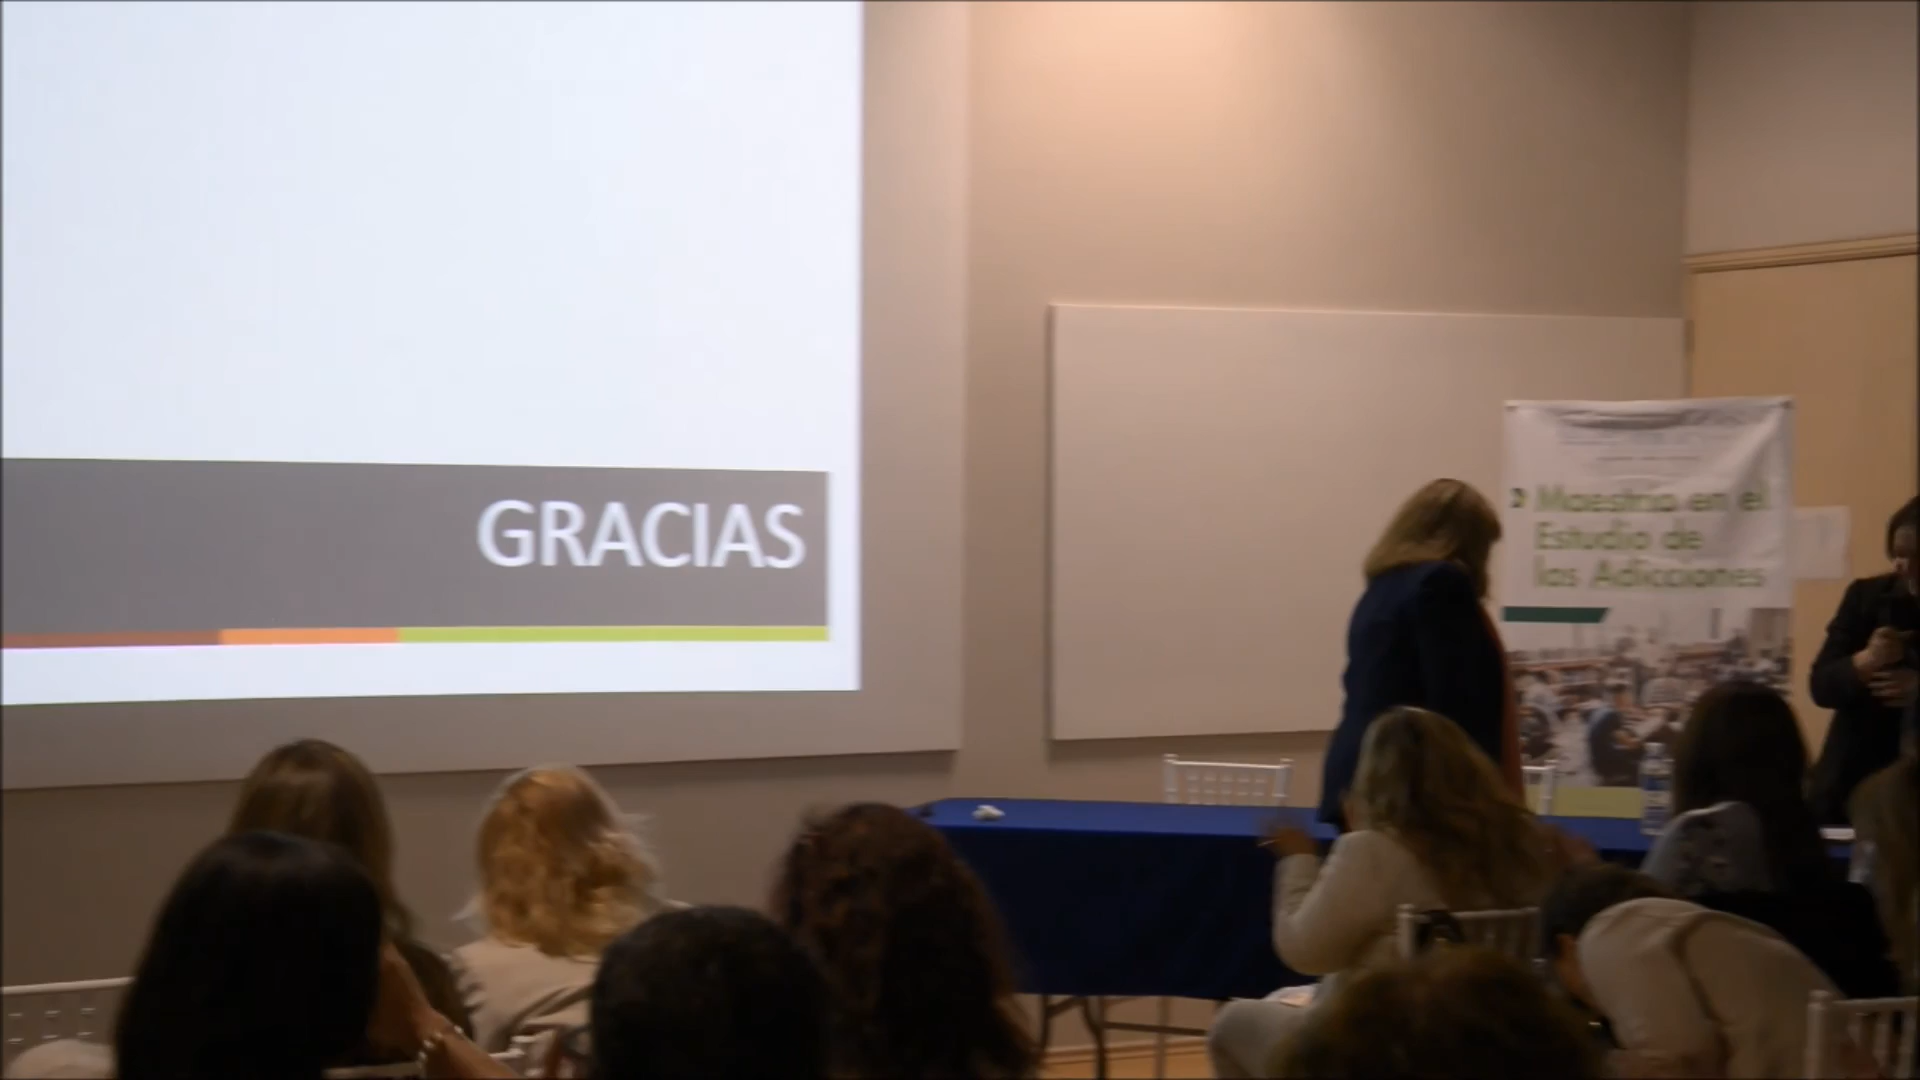 GRACIAS
Maestría en el
Estudio de
las Adicciones